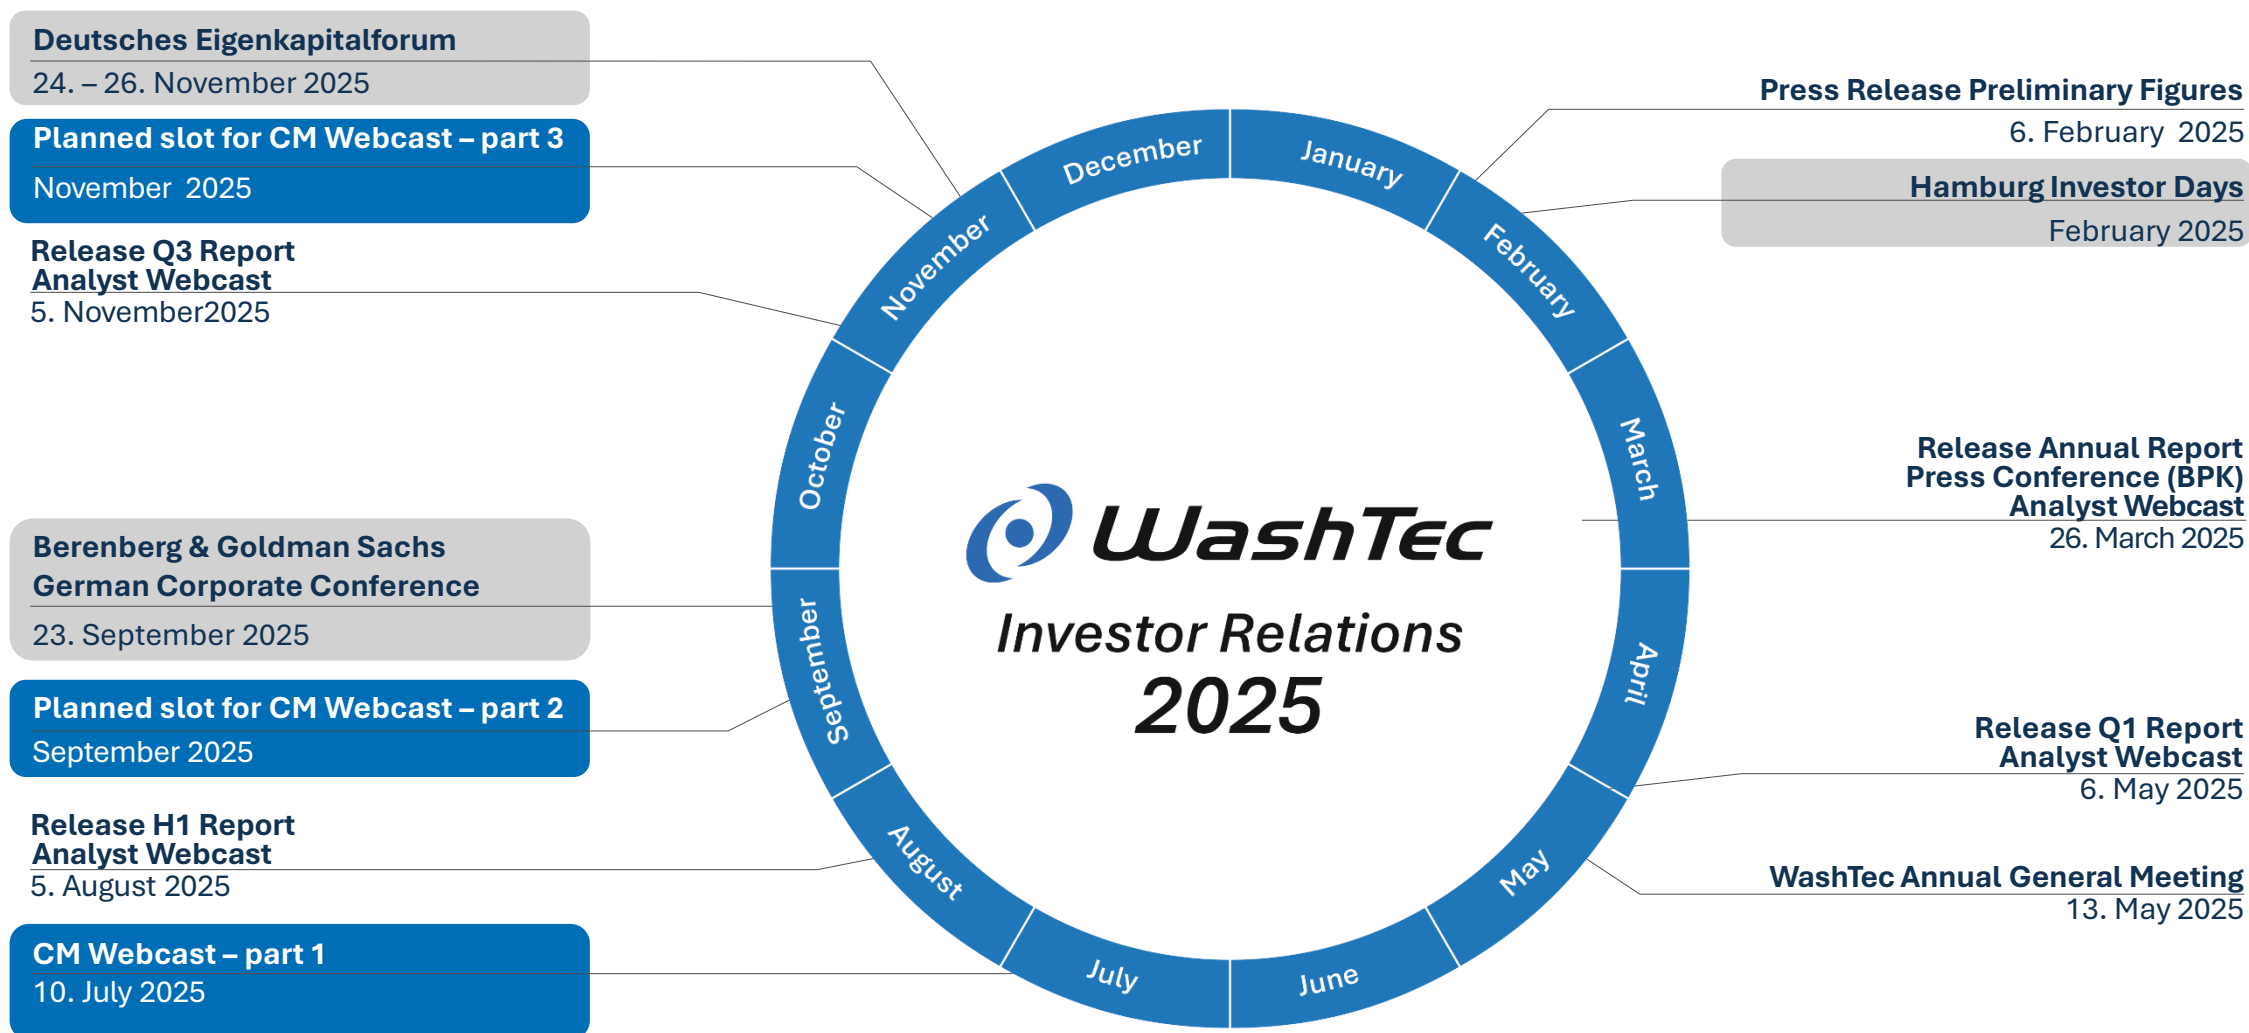 Deutsches Eigenkapitalforum
24. – 26. November 2025
Planned slot for CM Webcast – part 3
November 2025
Release Q3 Report
Analyst Webcast
5. November2025
Berenberg & Goldman Sachs
German Corporate Conference
23. September 2025
Planned slot for CM Webcast – part 2
September 2025
Release H1 Report
Analyst Webcast
5. August 2025
CM Webcast – part 1
10. July 2025
January
February
March
April
May
June
July
August
September
October
November
December
WashTec
Investor Relations
2025
Press Release Preliminary Figures
6. February 2025
Hamburg Investor Days
February 2025
Release Annual Report
Press Conference (BPK)
Analyst Webcast
26. March 2025
Release Q1 Report
Analyst Webcast
6. May 2025
WashTec Annual General Meeting
13. May 2025